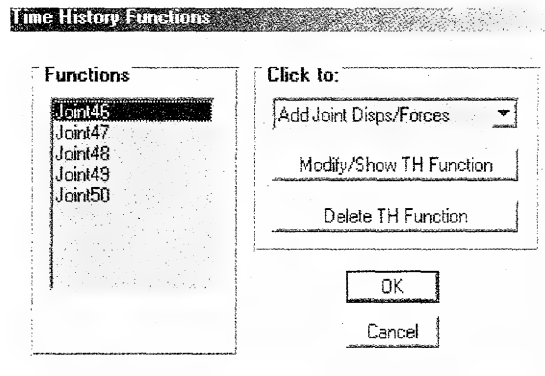 Time History Functions
Functions
Joint46
Joint47
Joint48
Joint49
Joint50
Click to:
Add Joint Disps/Forces
Modify/Show TH Function
Delete TH Function
OK
Cancel